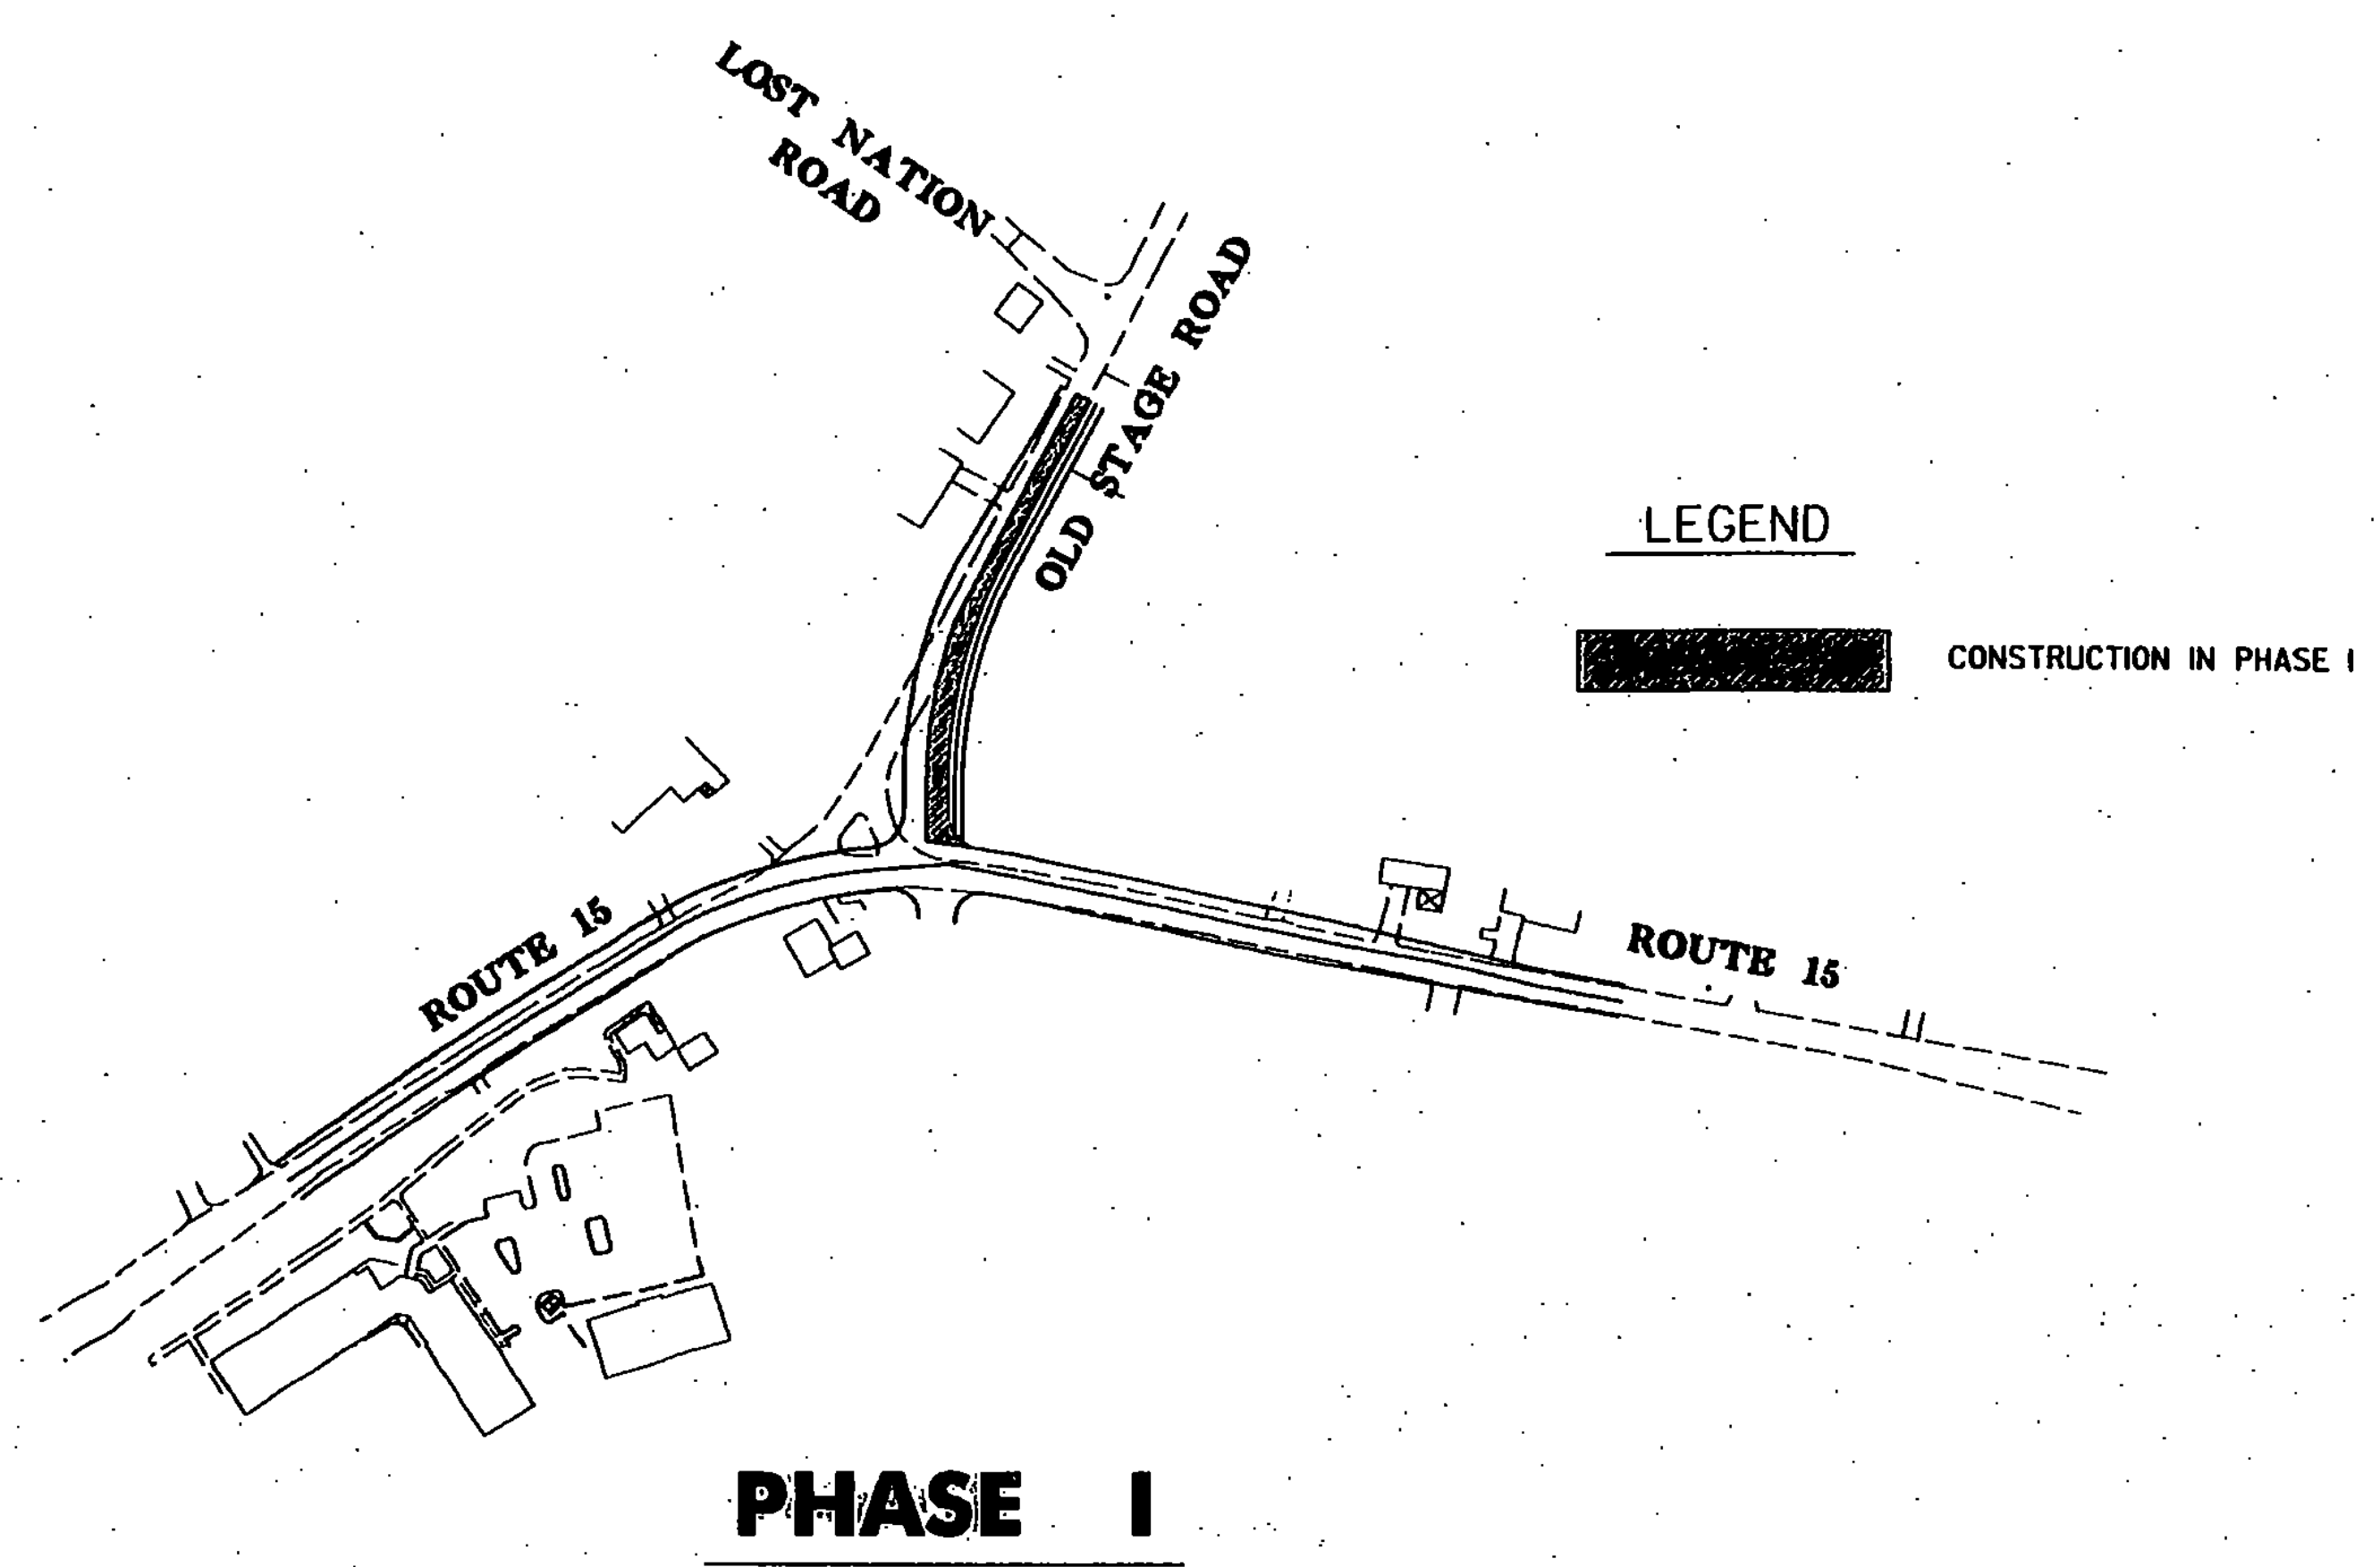 LOST NATION
ROAD
OLD STAGE ROAD
LEGEND
CONSTRUCTION IN PHASE I
ROUTE 15
ROUTE 15
PHASE I